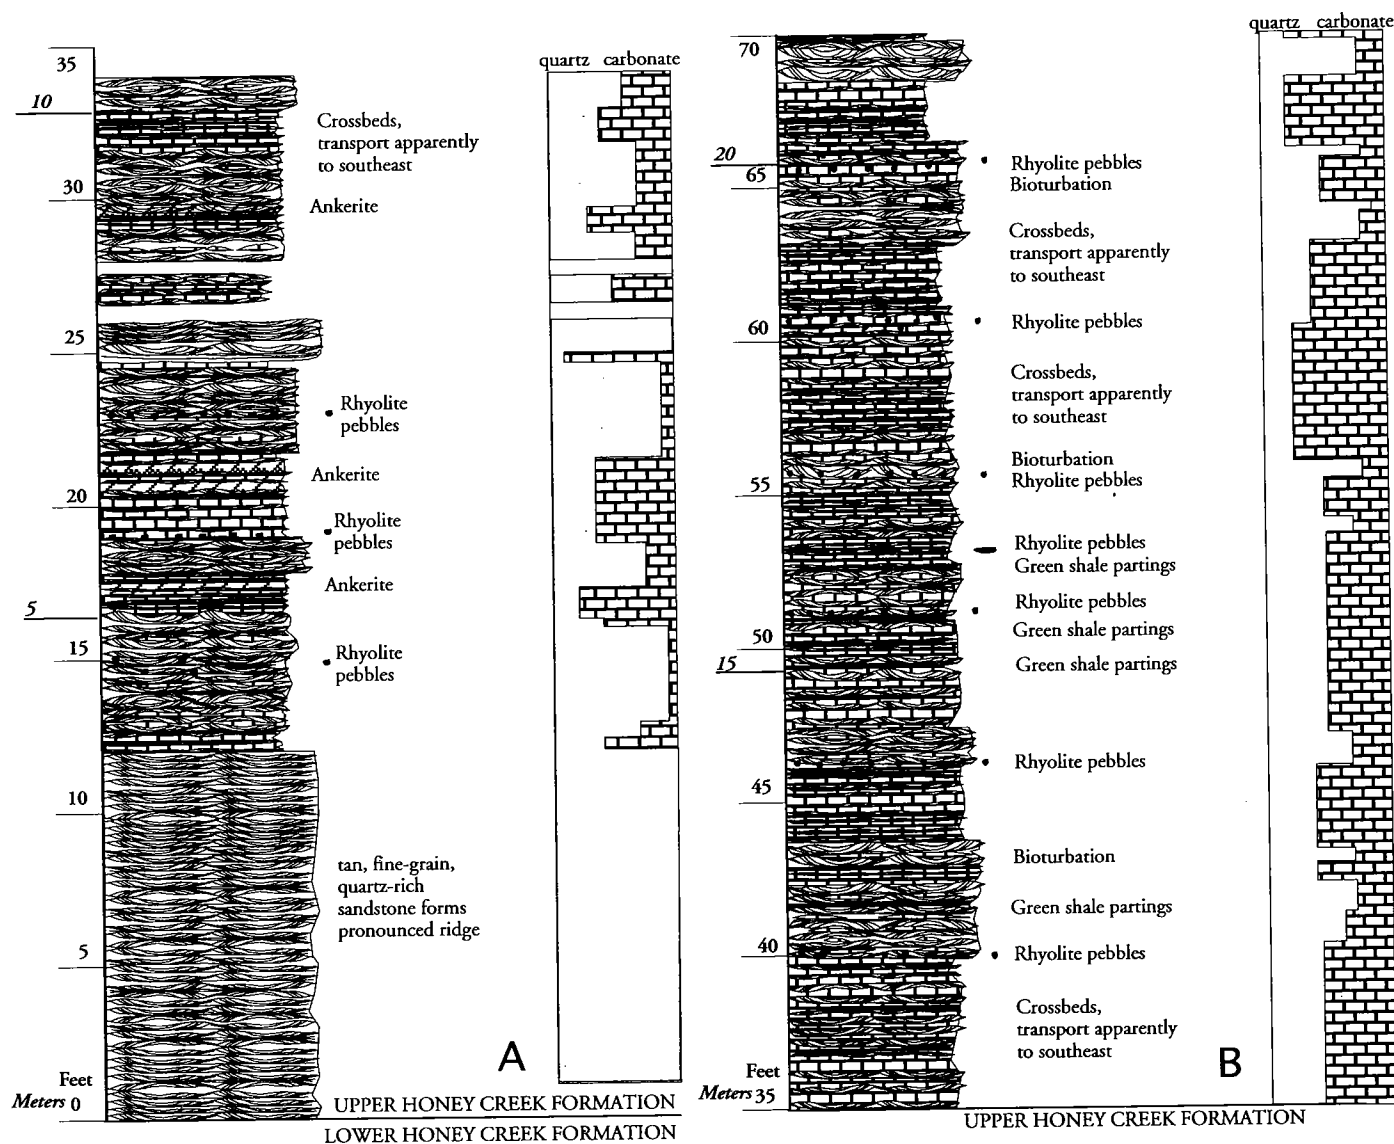 quartz carbonate
35
10
Crossbeds,
transport apparently
to southeast
30
Ankerite
25
Rhyolite
pebbles
Ankerite
20
Rhyolite
pebbles
Ankerite
5
15
Rhyolite
pebbles
10
tan, fine-grain,
quartz-rich
sandstone forms
pronounced ridge
5
A
Feet
Meters 0
UPPER HONEY CREEK FORMATION
LOWER HONEY CREEK FORMATION
quartz carbonate
70
20
Rhyolite pebbles
65
Bioturbation
Crossbeds,
transport apparently
to southeast
60
Rhyolite pebbles
Crossbeds,
transport apparently
to southeast
Bioturbation
Rhyolite pebbles
55
Rhyolite pebbles
Green shale partings
Rhyolite pebbles
Green shale partings
50
15
Green shale partings
Rhyolite pebbles
45
Bioturbation
Green shale partings
40
Rhyolite pebbles
Crossbeds,
transport apparently
to southeast
B
Feet
Meters 35
UPPER HONEY CREEK FORMATION